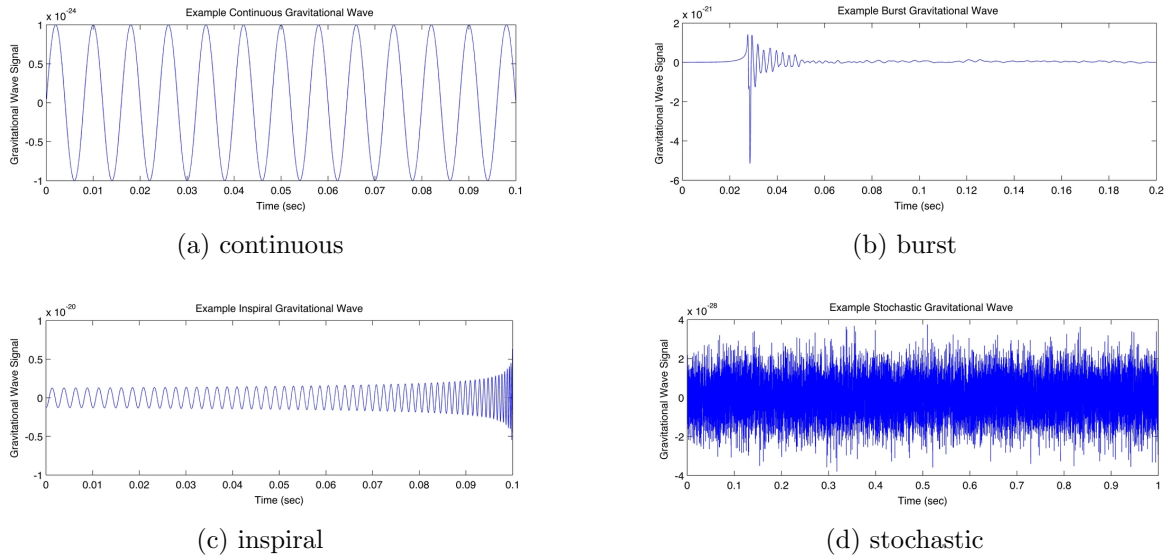 Example Continuous Gravitational Wave
x 10^-24
1
0.5
0
-0.5
-1
Gravitational Wave Signal
0 0.01 0.02 0.03 0.04 0.05 0.06 0.07 0.08 0.09 0.1
Time (sec)
(a) continuous
Example Burst Gravitational Wave
x 10^-21
2
0
-2
-4
-6
Gravitational Wave Signal
0 0.02 0.04 0.06 0.08 0.1 0.12 0.14 0.16 0.18 0.2
Time (sec)
(b) burst
Example Inspiral Gravitational Wave
x 10^-20
1
0.5
0
-0.5
-1
Gravitational Wave Signal
0 0.01 0.02 0.03 0.04 0.05 0.06 0.07 0.08 0.09 0.1
Time (sec)
(c) inspiral
Example Stochastic Gravitational Wave
x 10^-28
4
2
0
-2
-4
Gravitational Wave Signal
0 0.1 0.2 0.3 0.4 0.5 0.6 0.7 0.8 0.9 1
Time (sec)
(d) stochastic